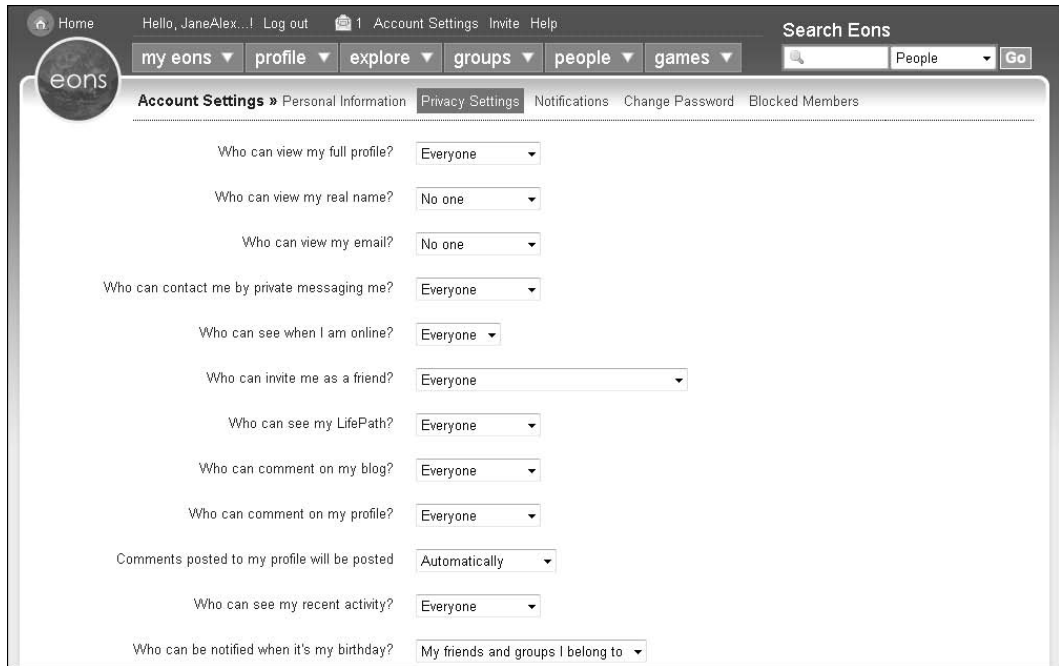 Home Hello, JaneAlex...! Log out 1 Account Settings Invite Help
Search Eons
my eons profile explore groups people games People Go
eons
Account Settings » Personal Information Privacy Settings Notifications Change Password Blocked Members
Who can view my full profile? Everyone
Who can view my real name? No one
Who can view my email? No one
Who can contact me by private messaging me? Everyone
Who can see when I am online? Everyone
Who can invite me as a friend? Everyone
Who can see my LifePath? Everyone
Who can comment on my blog? Everyone
Who can comment on my profile? Everyone
Comments posted to my profile will be posted Automatically
Who can see my recent activity? Everyone
Who can be notified when it's my birthday? My friends and groups I belong to